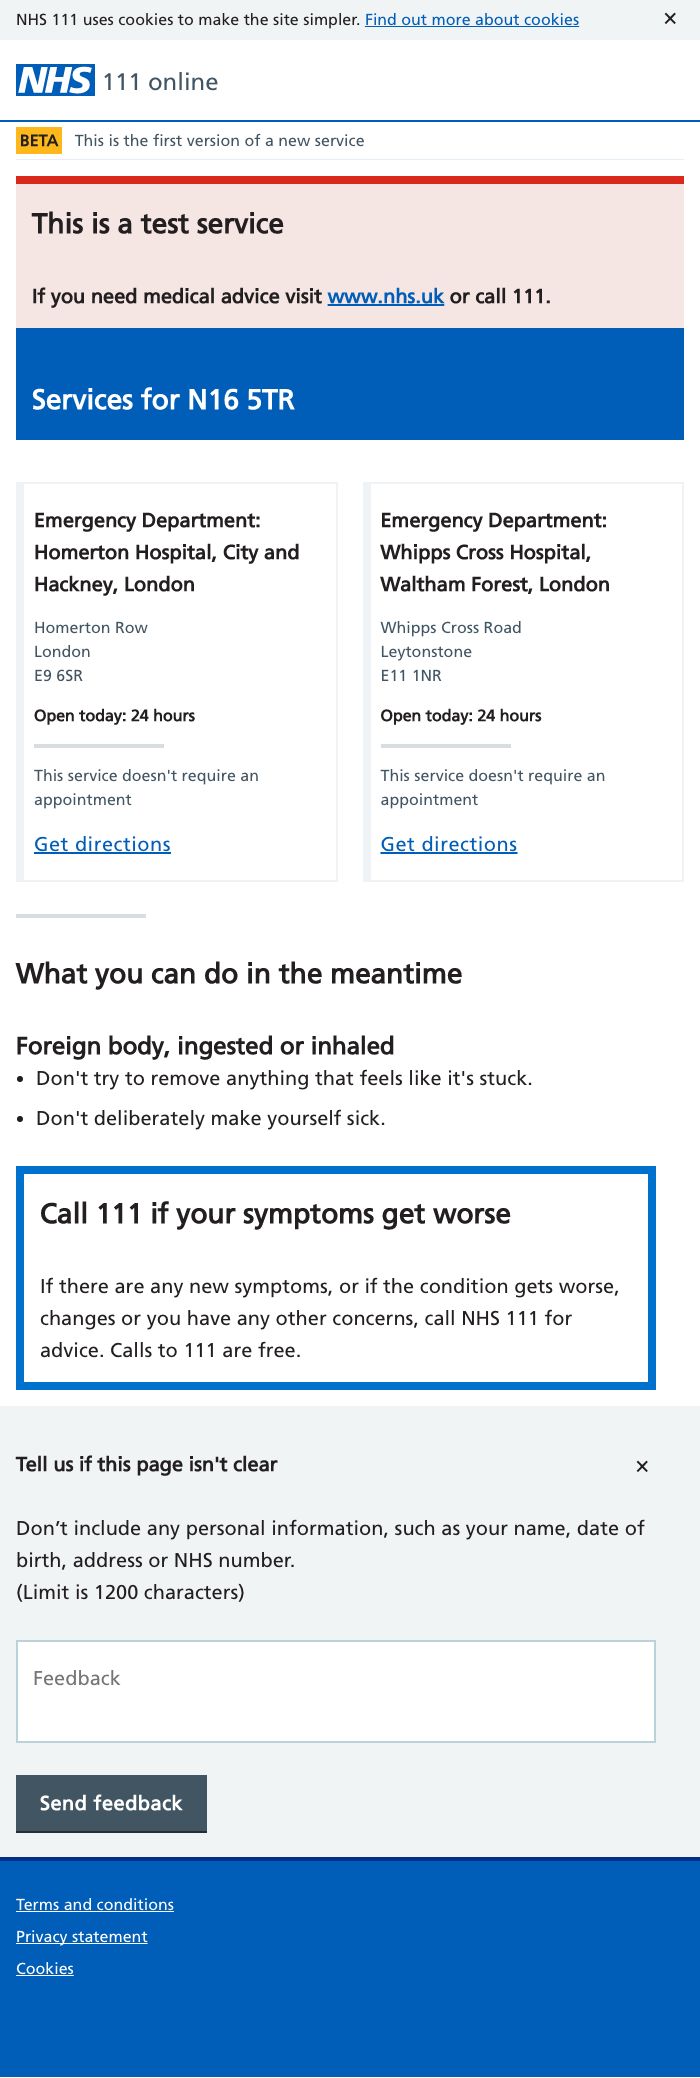 NHS 111 uses cookies to make the site simpler. Find out more about cookies ✕
NHS 111 online
BETA This is the first version of a new service
This is a test service
If you need medical advice visit www.nhs.uk or call 111.
Services for N16 5TR
Emergency Department:
Homerton Hospital, City and
Hackney, London
Homerton Row
London
E9 6SR
Open today: 24 hours
This service doesn't require an
appointment
Get directions
Emergency Department:
Whipps Cross Hospital,
Waltham Forest, London
Whipps Cross Road
Leytonstone
E11 1NR
Open today: 24 hours
This service doesn't require an
appointment
Get directions
What you can do in the meantime
Foreign body, ingested or inhaled
• Don't try to remove anything that feels like it's stuck.
• Don't deliberately make yourself sick.
Call 111 if your symptoms get worse
If there are any new symptoms, or if the condition gets worse,
changes or you have any other concerns, call NHS 111 for
advice. Calls to 111 are free.
Tell us if this page isn't clear ✕
Don’t include any personal information, such as your name, date of
birth, address or NHS number.
(Limit is 1200 characters)
Feedback
Send feedback
Terms and conditions
Privacy statement
Cookies